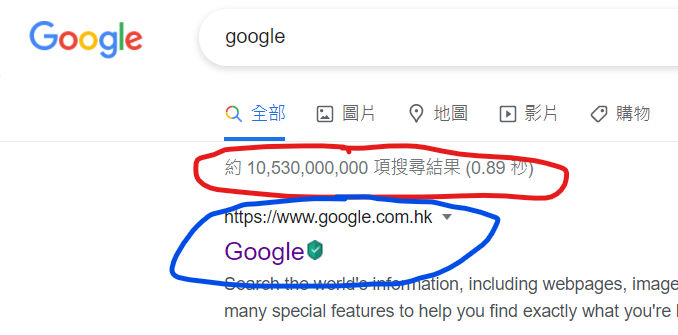 Google
google
全部 圖片 地圖 影片 購物
約 10,530,000,000 項搜尋結果 (0.89 秒)
https://www.google.com.hk
Google
Search the world's information, including webpages, image
many special features to help you find exactly what you're